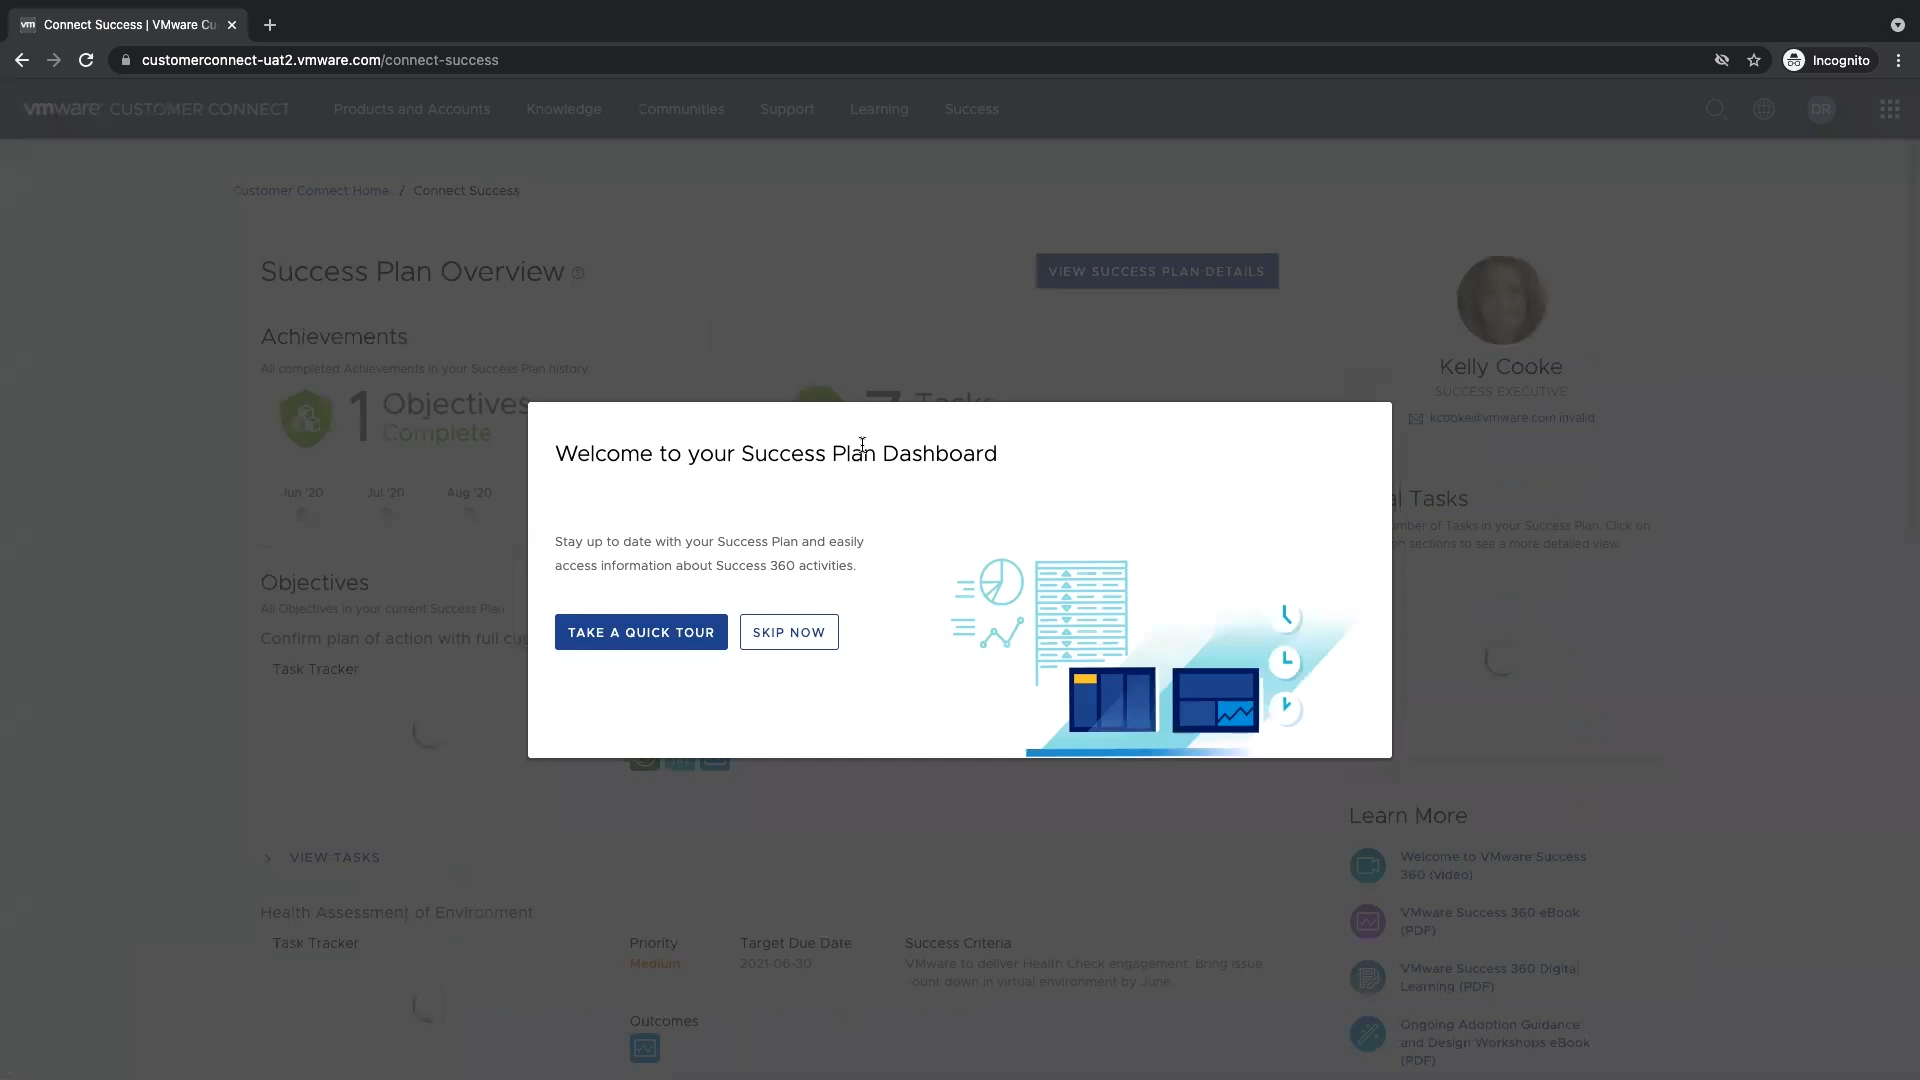 vm Connect Success | VMware Cu
customerconnect-uat2.vmware.com/connect-success
Incognito
vmware CUSTOMER CONNECT
Products and Accounts
Knowledge
Communities
Support
Learning
Success
DR
Customer Connect Home / Connect Success
Success Plan Overview
VIEW SUCCESS PLAN DETAILS
Achievements
All completed Achievements in your Success Plan history
1 Objectives
Complete
7 Tasks
Jun '20 Jul '20 Aug '20
Objectives
All Objectives in your current Success Plan.
Confirm plan of action with full cus
Task Tracker
VIEW TASKS
Health Assessment of Environment
Task Tracker
Priority
Medium
Target Due Date
2021-06-30
Success Criteria
VMware to deliver Health Check engagement. Bring issue
count down in virtual environment by June.
Outcomes
Welcome to your Success Plan Dashboard
Stay up to date with your Success Plan and easily
access information about Success 360 activities.
TAKE A QUICK TOUR
SKIP NOW
Kelly Cooke
SUCCESS EXECUTIVE
kcooke@vmware.com.invalid
al Tasks
umber of Tasks in your Success Plan. Click on
sections to see a more detailed view.
Learn More
Welcome to VMware Success
360 (video)
VMware Success 360 eBook
(PDF)
VMware Success 360 Digital
Learning (PDF)
Ongoing Adoption Guidance
and Design Workshops eBook
(PDF)